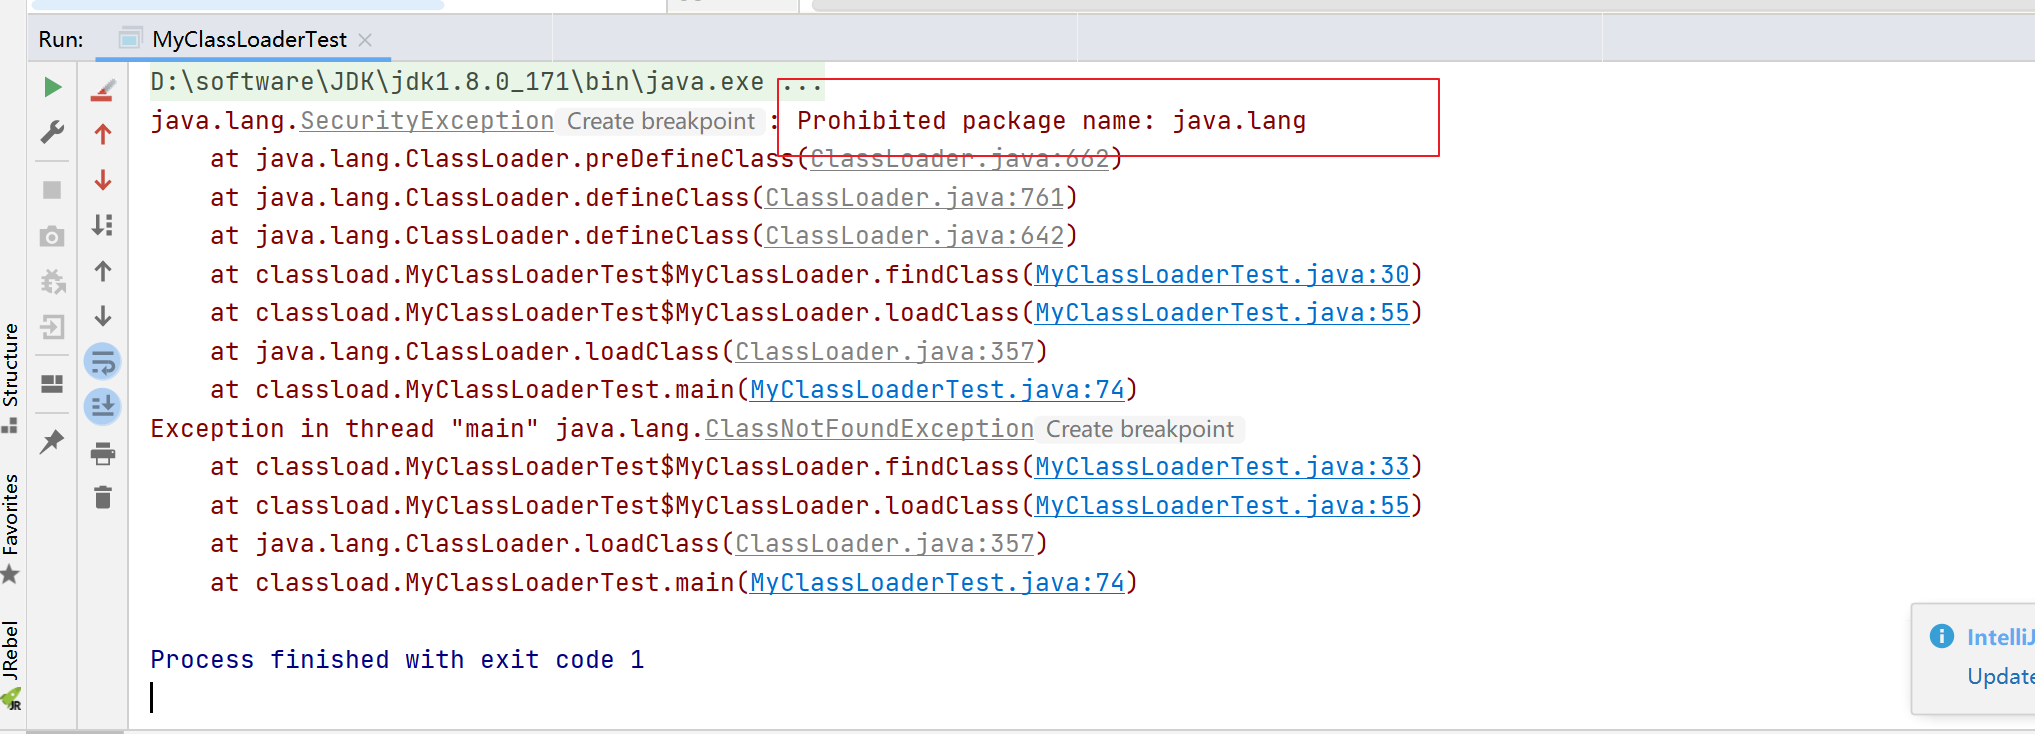 Run: MyClassLoaderTest
D:\software\JDK\jdk1.8.0_171\bin\java.exe ...
java.lang.SecurityException Create breakpoint : Prohibited package name: java.lang
at java.lang.ClassLoader.preDefineClass(ClassLoader.java:662)
at java.lang.ClassLoader.defineClass(ClassLoader.java:761)
at java.lang.ClassLoader.defineClass(ClassLoader.java:642)
at classload.MyClassLoaderTest$MyClassLoader.findClass(MyClassLoaderTest.java:30)
at classload.MyClassLoaderTest$MyClassLoader.loadClass(MyClassLoaderTest.java:55)
at java.lang.ClassLoader.loadClass(ClassLoader.java:357)
at classload.MyClassLoaderTest.main(MyClassLoaderTest.java:74)
Exception in thread "main" java.lang.ClassNotFoundException Create breakpoint
at classload.MyClassLoaderTest$MyClassLoader.findClass(MyClassLoaderTest.java:33)
at classload.MyClassLoaderTest$MyClassLoader.loadClass(MyClassLoaderTest.java:55)
at java.lang.ClassLoader.loadClass(ClassLoader.java:357)
at classload.MyClassLoaderTest.main(MyClassLoaderTest.java:74)
Process finished with exit code 1
Structure
Favorites
JRebel
JR
IntelliJ
Update